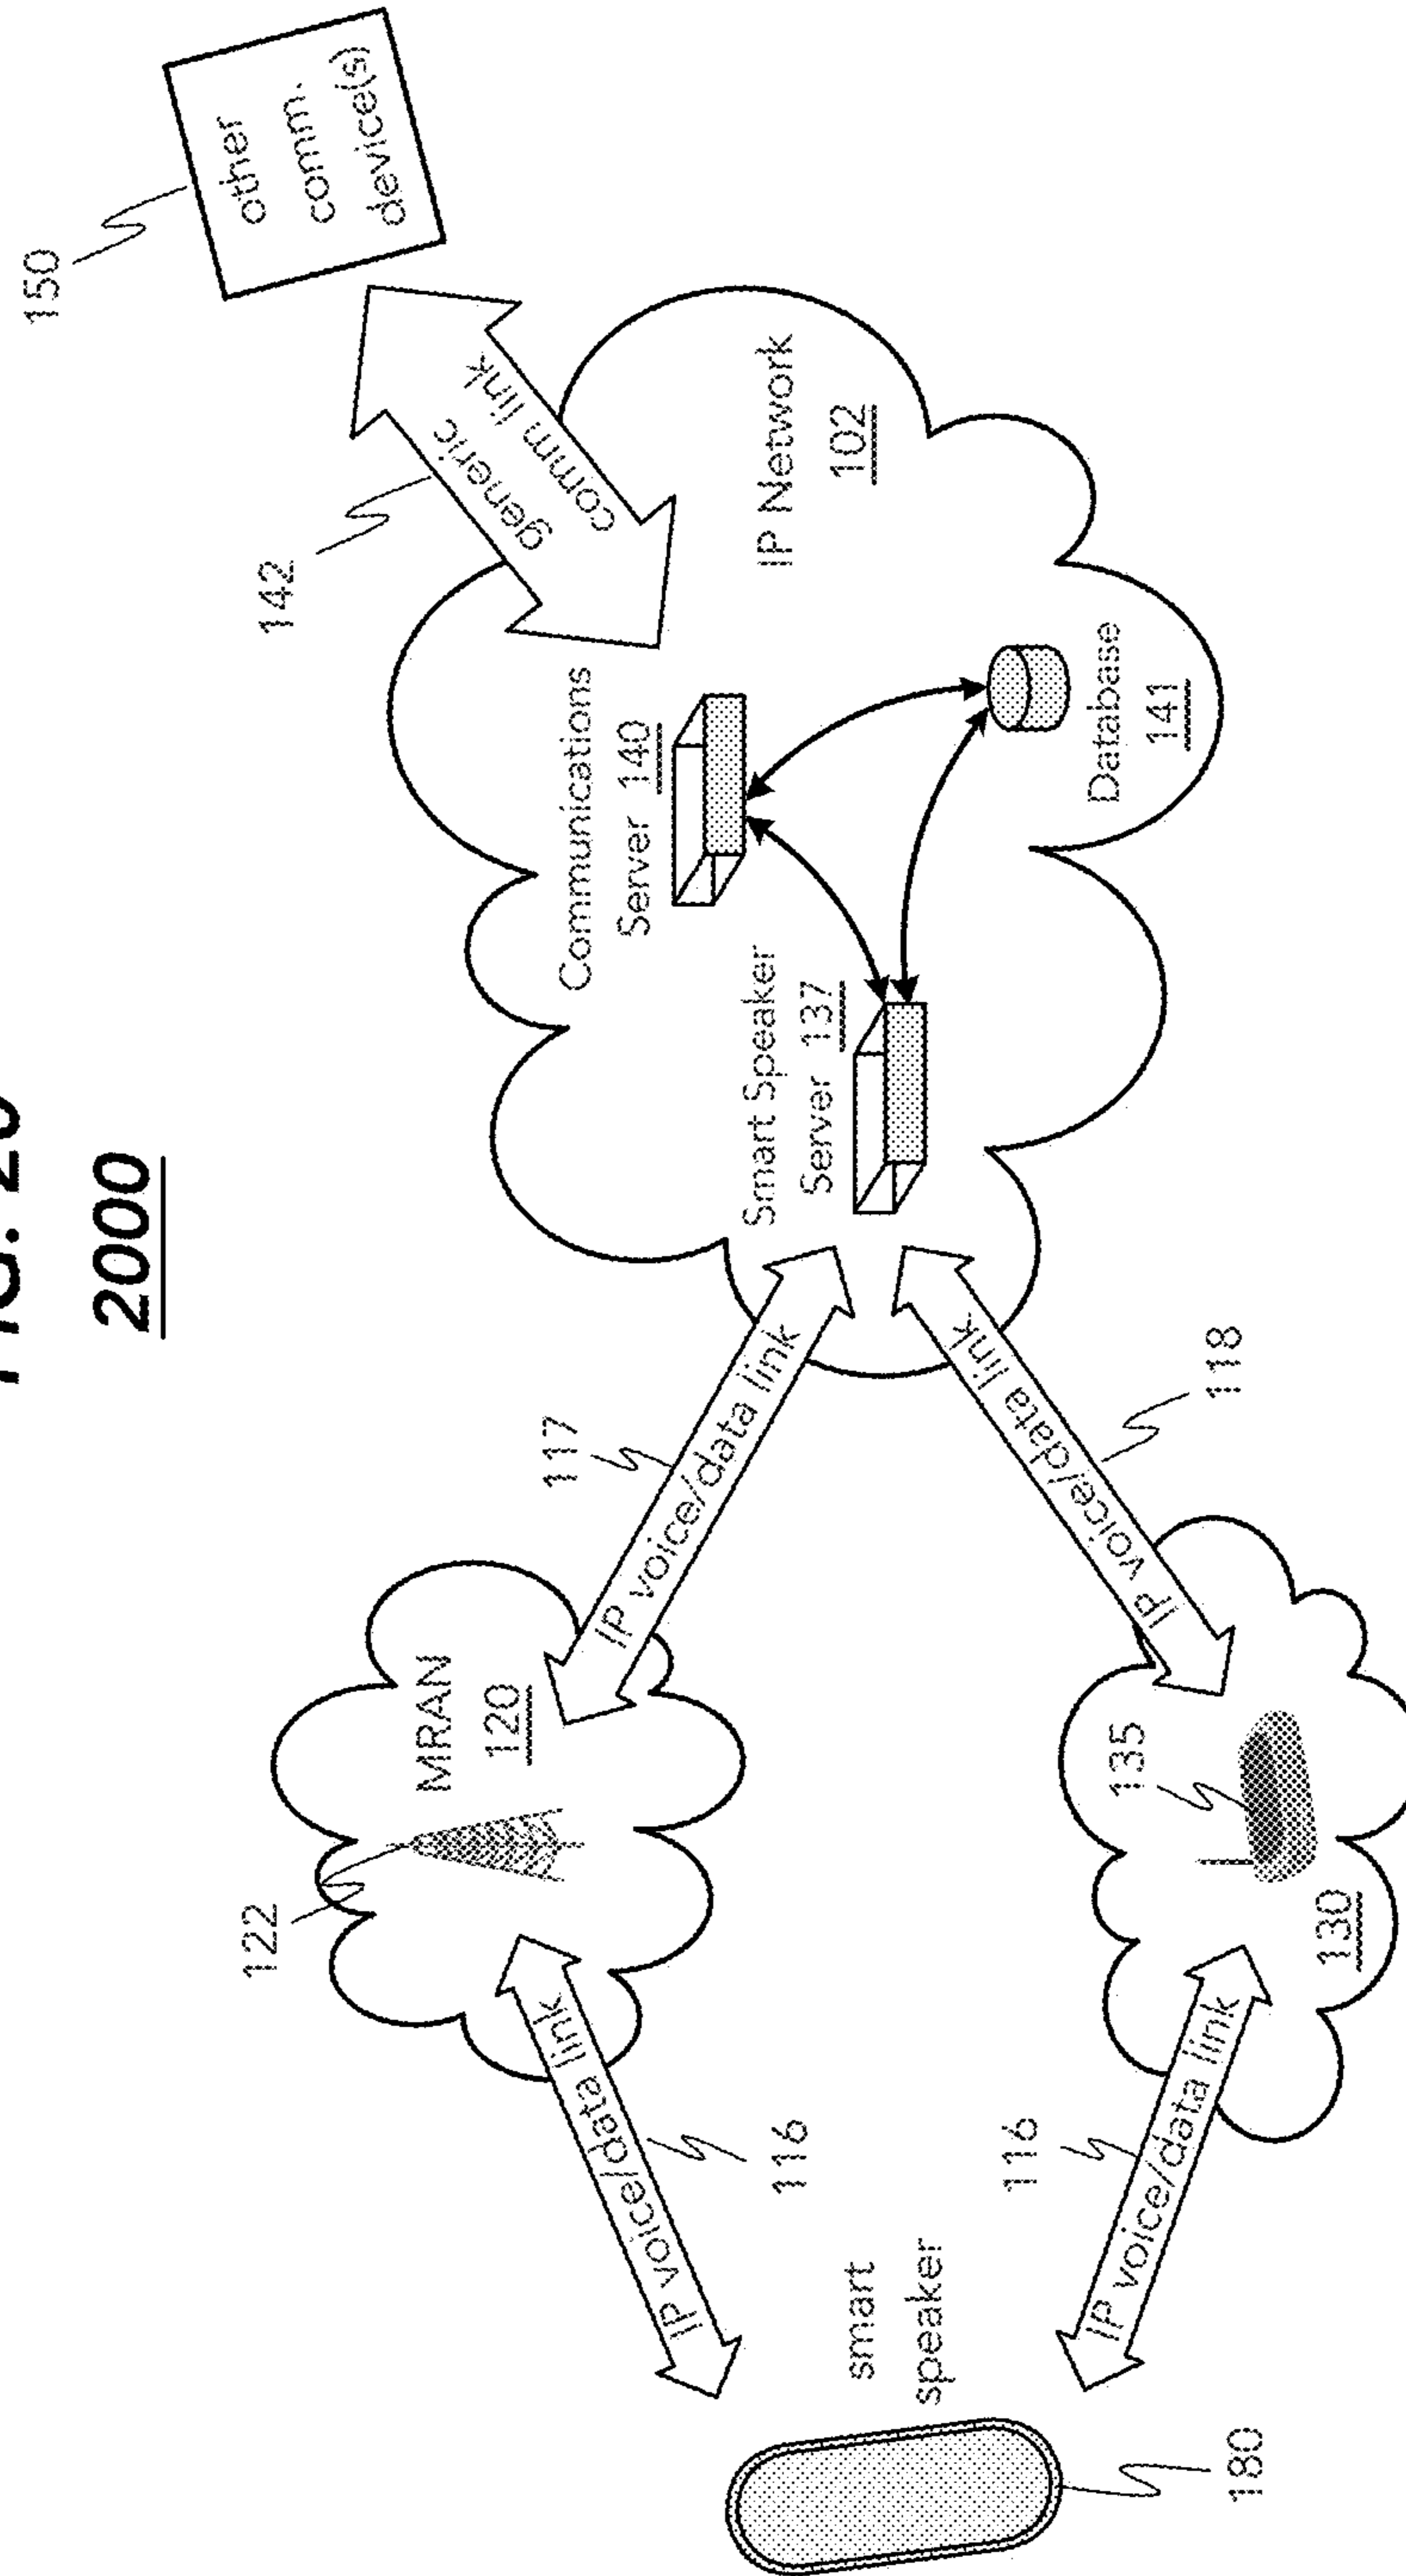 FIG. 20
2000
150
other
comm.
device(s)
142
generic
comm link
IP Network
102
Communications
Server 140
Database
141
Smart Speaker
Server 137
117
IP voice/data link
IP voice/data link
118
MRAN
120
122
135
130
IP voice/data link
116
116
IP voice/data link
smart
speaker
180